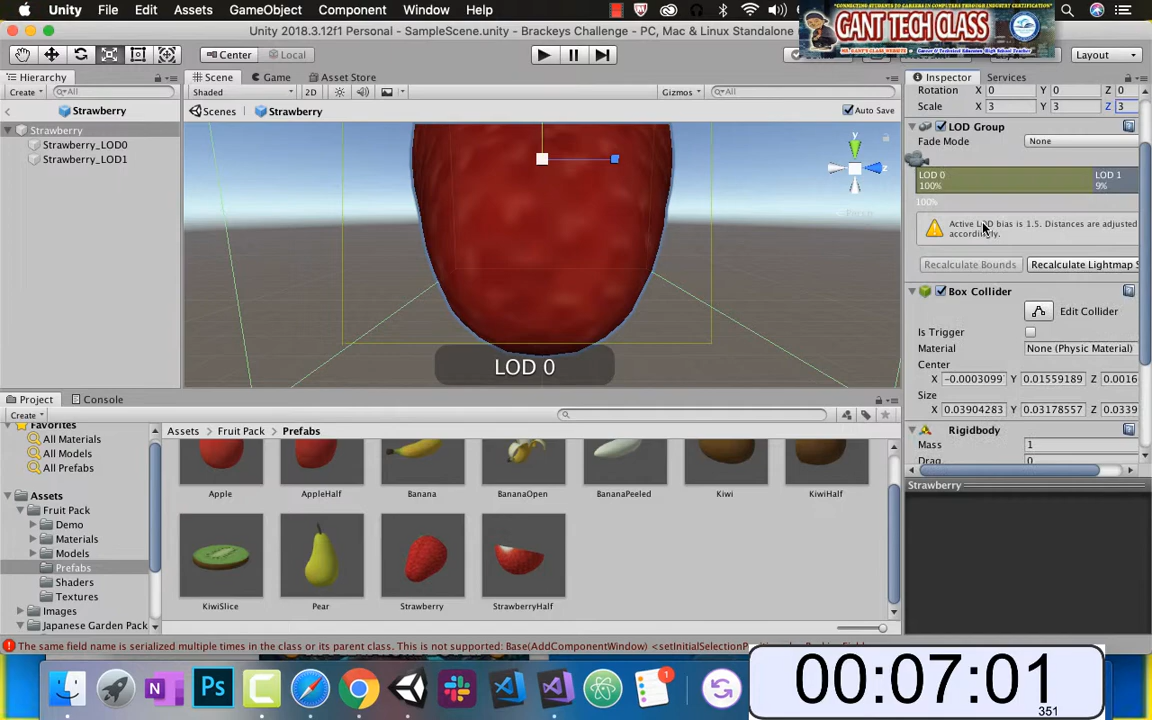 Unity File Edit Assets GameObject Component Window Help
Unity 2018.3.12f1 Personal - SampleScene.unity - Brackeys Challenge - PC, Mac & Linux Standalone
GANT TECH CLASS
Center Local Layout
Hierarchy Scene Game Asset Store Inspector Services
Create All Shaded 2D Gizmos All
Rotation X 0 Y 0 Z 0
Scale X 3 Y 3 Z 3
Strawberry Scenes Strawberry Auto Save
Strawberry
Strawberry_LOD0
Strawberry_LOD1
y
z
LOD 0
LOD Group
Fade Mode None
LOD 0 LOD 1
100% 9%
100%
Active LOD bias is 1.5. Distances are adjusted
accordingly.
Recalculate Bounds Recalculate Lightmap S
Box Collider
Edit Collider
Is Trigger
Material None (Physic Material)
Center
X -0.0003099 Y 0.01559189 Z 0.0016
Size
X 0.03904283 Y 0.03178557 Z 0.0339
Rigidbody
Mass 1
Drag 0
Strawberry
Project Console
Create
Favorites
All Materials
All Models
All Prefabs
Assets
Fruit Pack
Demo
Materials
Models
Prefabs
Shaders
Textures
Images
Japanese Garden Pack
Assets Fruit Pack Prefabs
Apple AppleHalf Banana BananaOpen BananaPeeled Kiwi KiwiHalf
KiwiSlice Pear Strawberry StrawberryHalf
The same field name is serialized multiple times in the class or its parent class. This is not supported: Base(AddComponentWindow)
N Ps C 1
00:07:01
351